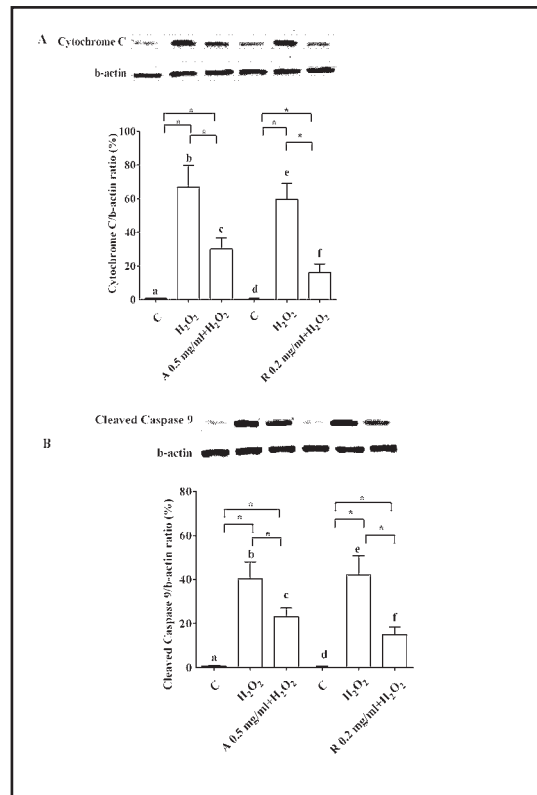 A Cytochrome C
b-actin
* *
* * * *
Cytochrome C/b-actin ratio (%)
100
80
60
40
20
0
a b c d e f
C H₂O₂ A 0.5 mg/ml+H₂O₂ C H₂O₂ R 0.2 mg/ml+H₂O₂
Cleaved Caspase 9
B
b-actin
* *
* * * *
Cleaved Caspase 9/b-actin ratio (%)
80
60
40
20
0
a b c d e f
C H₂O₂ A 0.5 mg/ml+H₂O₂ C H₂O₂ R 0.2 mg/ml+H₂O₂